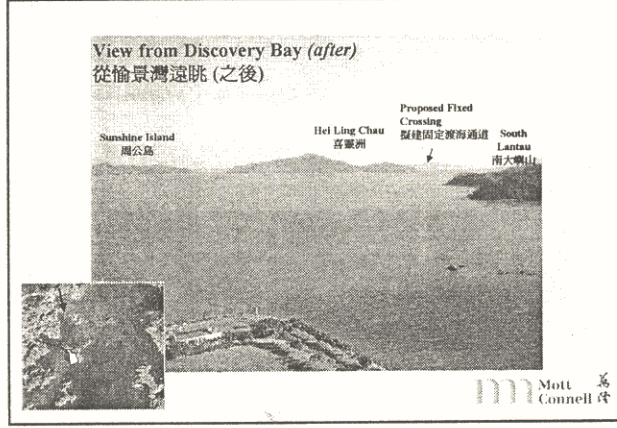 View from Discovery Bay (after)
從愉景灣遠眺 (之後)
Sunshine Island
周公島
Hei Ling Chau
喜靈洲
Proposed Fixed
Crossing
擬建固定渡海通道
South
Lantau
南大嶼山
Mott
Connell